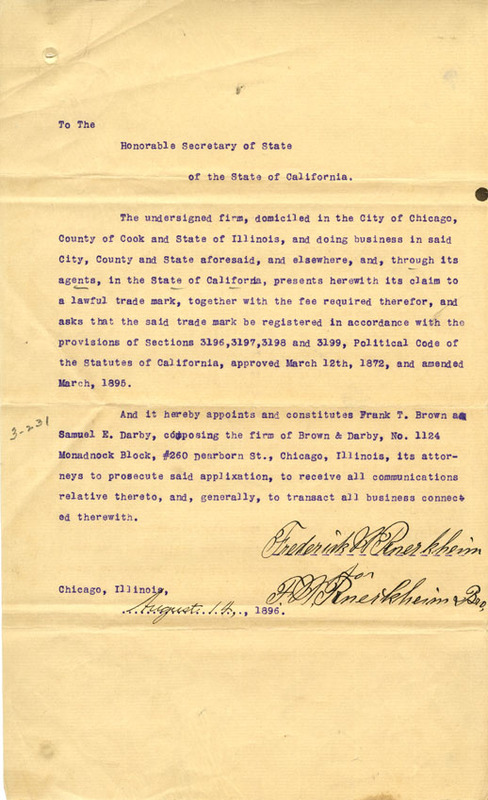 To The
Honorable Secretary of State
of the State of California.
The undersigned firm, domiciled in the City of Chicago,
County of Cook and State of Illinois, and doing business in said
City, County and State aforesaid, and elsewhere, and, through its
agents, in the State of Califorda, presents herewith its claim to
a lawful trade mark, together with the fee required therefor, and
asks that the said trade mark be registered in accordance with the
provisions of Sections 3196,3197,3198 and 3199, Political Code of
the Statutes of California, approved March 12th, 1872, and amended
March, 1895.
And it hereby appoints and constitutes Frank T. Brown a
3-231
Samuel E. Darby, composing the firm of Brown & Darby, No. 1124
Monadnock Block, #260 Dearborn St., Chicago, Illinois, its attor-
neys to prosecute said applixation, to receive all communications
relative thereto, and, generally, to transact all business connect
ed therewith.
Frederick W Rueckheim
for
F.W. Rueckheim & Bro,
Chicago, Illinois,
August 14, 1896.